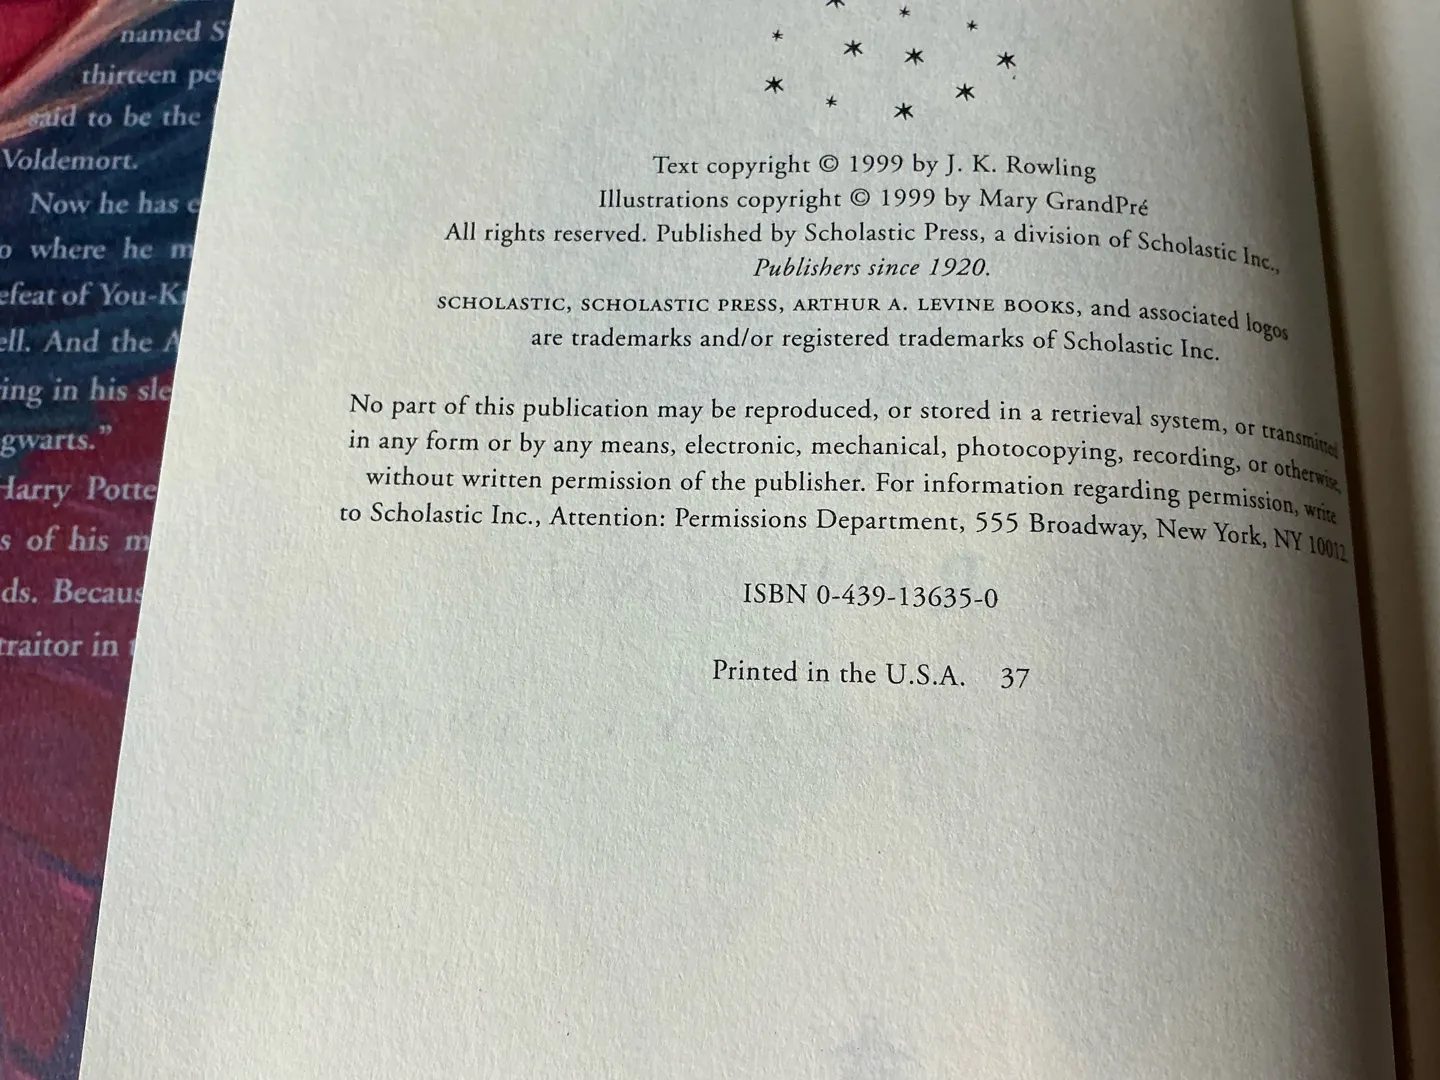 named
thirteen
said to be the
Voldemort.
Now he has
where he
of You-
And the
in his
Harry
of his
ds. Becaus
traitor in
Text copyright © 1999 by J. K. Rowling
Illustrations copyright © 1999 by Mary GrandPré
All rights reserved. Published by Scholastic Press, a division of Scholastic Inc.,
Publishers since 1920.
SCHOLASTIC, SCHOLASTIC PRESS, ARTHUR A. LEVINE BOOKS, and associated logos
are trademarks and/or registered trademarks of Scholastic Inc.
No part of this publication may be reproduced, or stored in a retrieval system, or transmitted
in any form or by any means, electronic, mechanical, photocopying, recording, or otherwise,
without written permission of the publisher. For information regarding permission, write
to Scholastic Inc., Attention: Permissions Department, 555 Broadway, New York, NY 10012
ISBN 0-439-13635-0
Printed in the U.S.A. 37